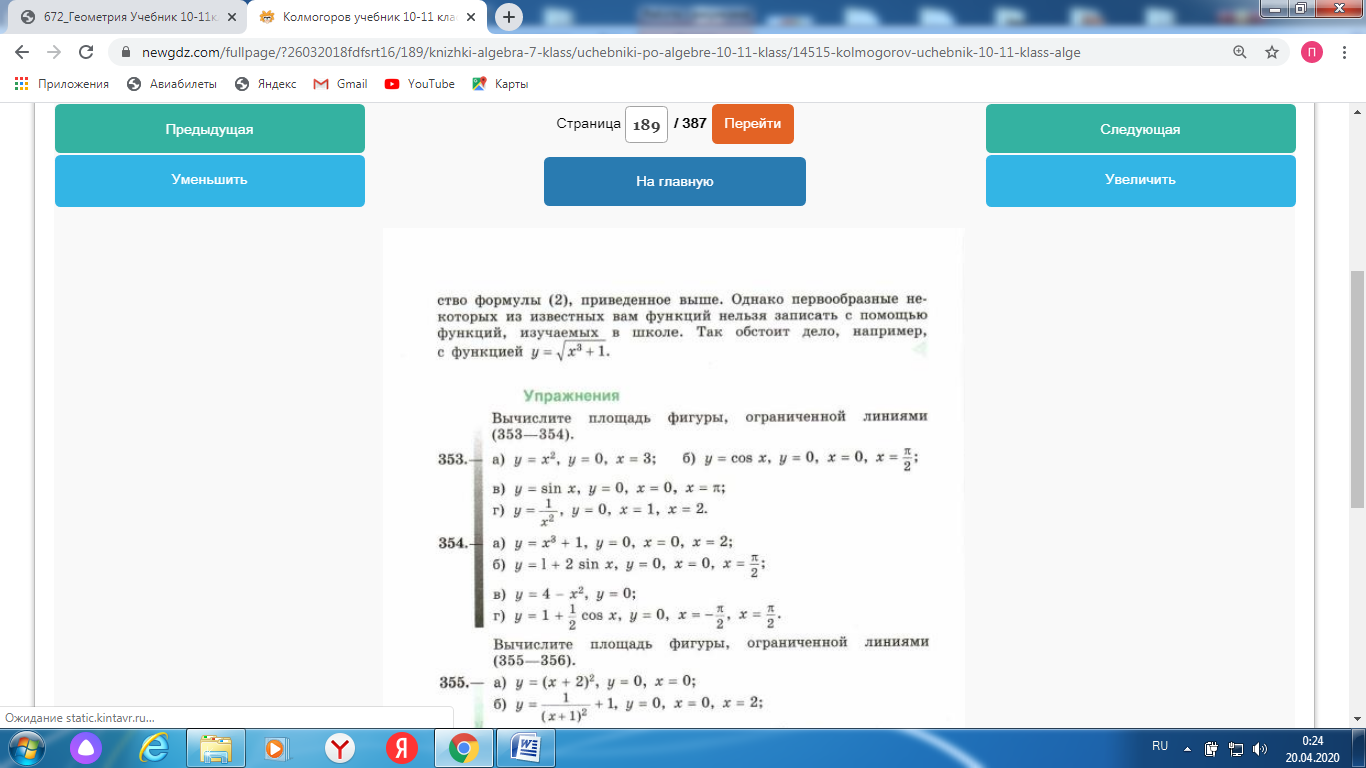 672_Геометрия Учебник 10-11к
Колмогоров учебник 10-11 кла
newgdz.com/fullpage/?26032018fdfsrt16/189/knizhki-algebra-7-klass/uchebniki-po-algebre-10-11-klass/14515-kolmogorov-uchebnik-10-11-klass-alge
П
Приложения Авиабилеты Яндекс Gmail YouTube Карты
Предыдущая Страница 189 / 387 Перейти Следующая
Уменьшить На главную Увеличить
ство формулы (2), приведенное выше. Однако первообразные не-
которых из известных вам функций нельзя записать с помощью
функций, изучаемых в школе. Так обстоит дело, например,
с функцией y = √(x³ + 1).
Упражнения
Вычислите площадь фигуры, ограниченной линиями
(353—354).
353.— а) y = x², y = 0, x = 3; б) y = cos x, y = 0, x = 0, x = π/2;
в) y = sin x, y = 0, x = 0, x = π;
г) y = 1/x², y = 0, x = 1, x = 2.
354.— а) y = x³ + 1, y = 0, x = 0, x = 2;
б) y = 1 + 2 sin x, y = 0, x = 0, x = π/2;
в) y = 4 – x², y = 0;
г) y = 1 + 1/2 cos x, y = 0, x = –π/2, x = π/2.
Вычислите площадь фигуры, ограниченной линиями
(355—356).
355.— а) y = (x + 2)², y = 0, x = 0;
б) y = 1/(x+1)² + 1, y = 0, x = 0, x = 2;
Ожидание static.kintavr.ru...
RU
0:24
20.04.2020